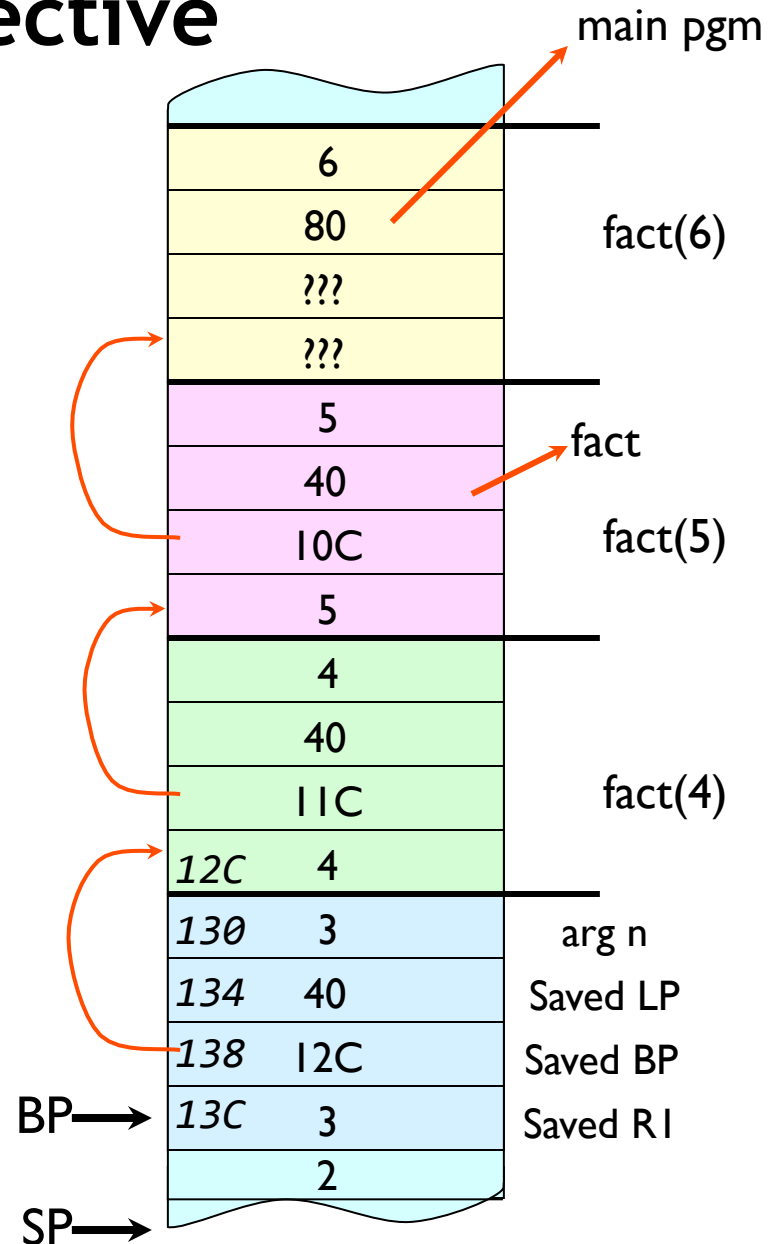 ective
main pgm
6
80
fact(6)
???
???
5
fact
40
10C
fact(5)
5
4
40
11C
fact(4)
12C 4
130 3 arg n
134 40 Saved LP
138 12C Saved BP
BP 13C 3 Saved R1
2
SP